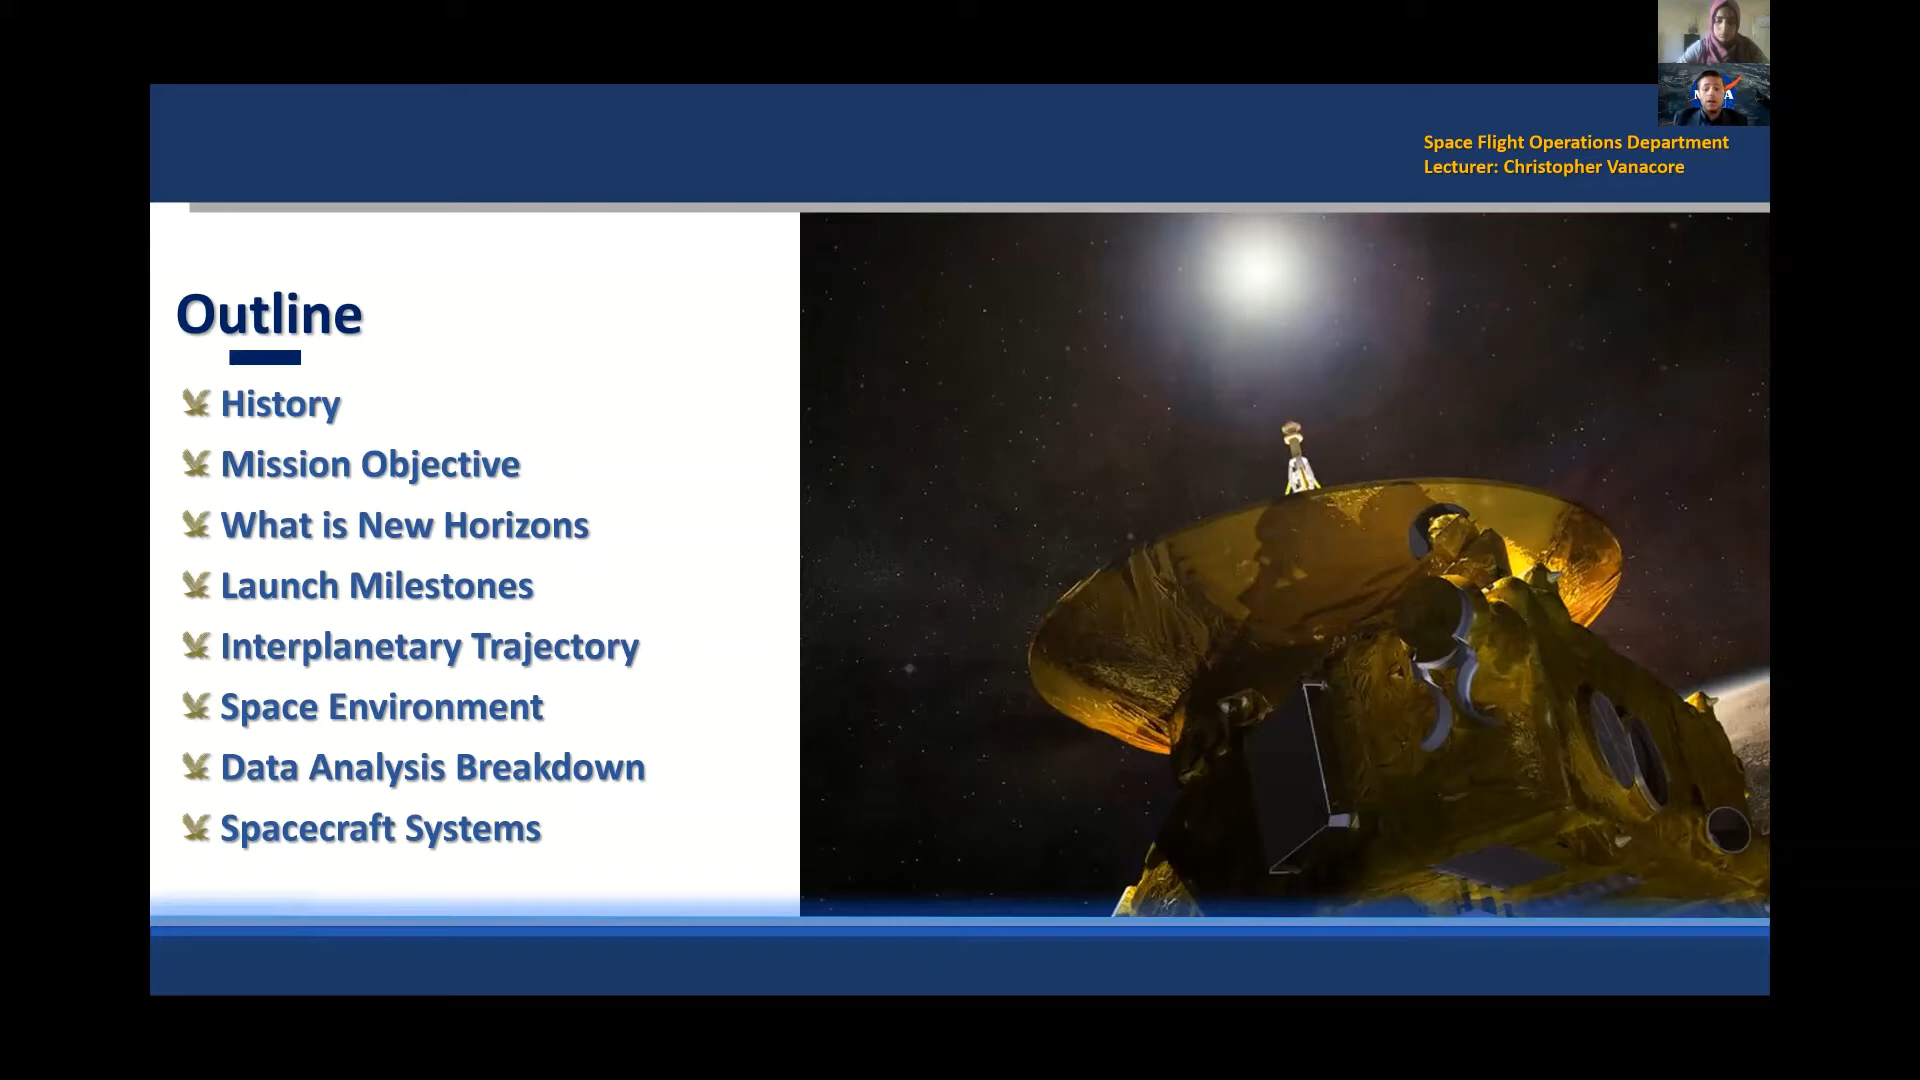 Space Flight Operations Department
Lecturer: Christopher Vanacore
Outline
History
Mission Objective
What is New Horizons
Launch Milestones
Interplanetary Trajectory
Space Environment
Data Analysis Breakdown
Spacecraft Systems